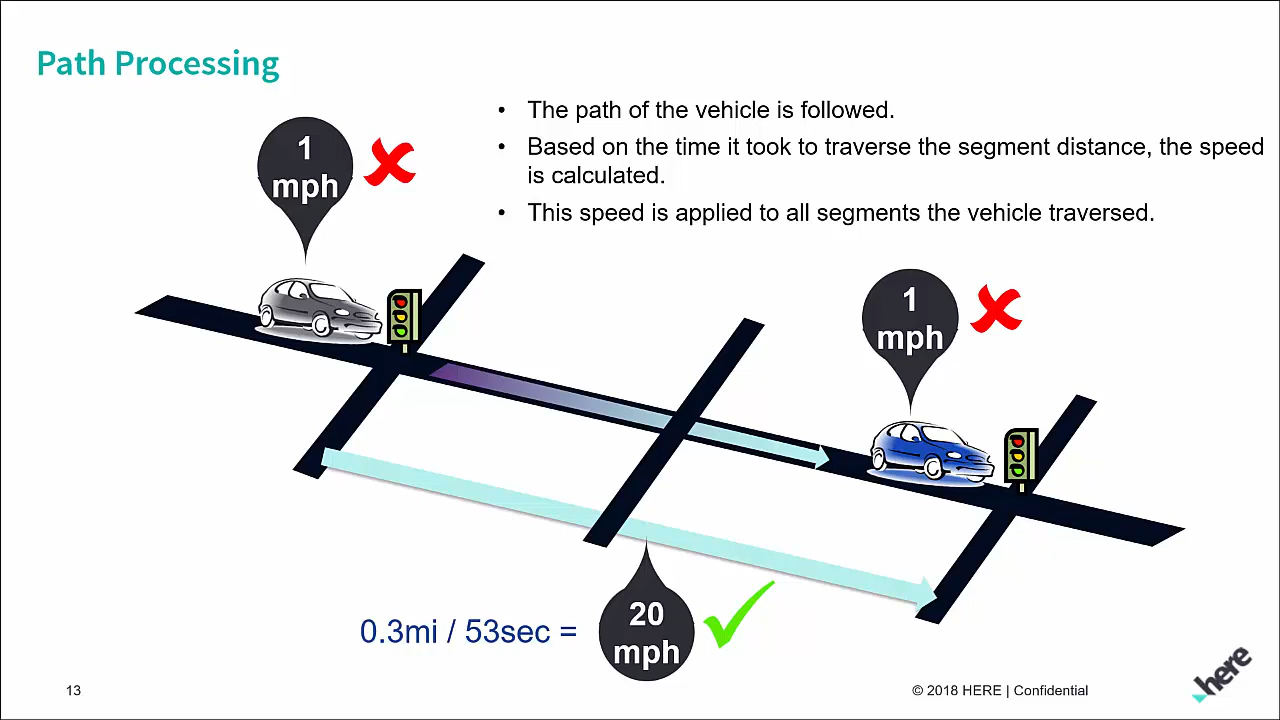 Path Processing
• The path of the vehicle is followed.
• Based on the time it took to traverse the segment distance, the speed
is calculated.
• This speed is applied to all segments the vehicle traversed.
1
mph
1
mph
0.3mi / 53sec =
20
mph
13
© 2018 HERE | Confidential
here